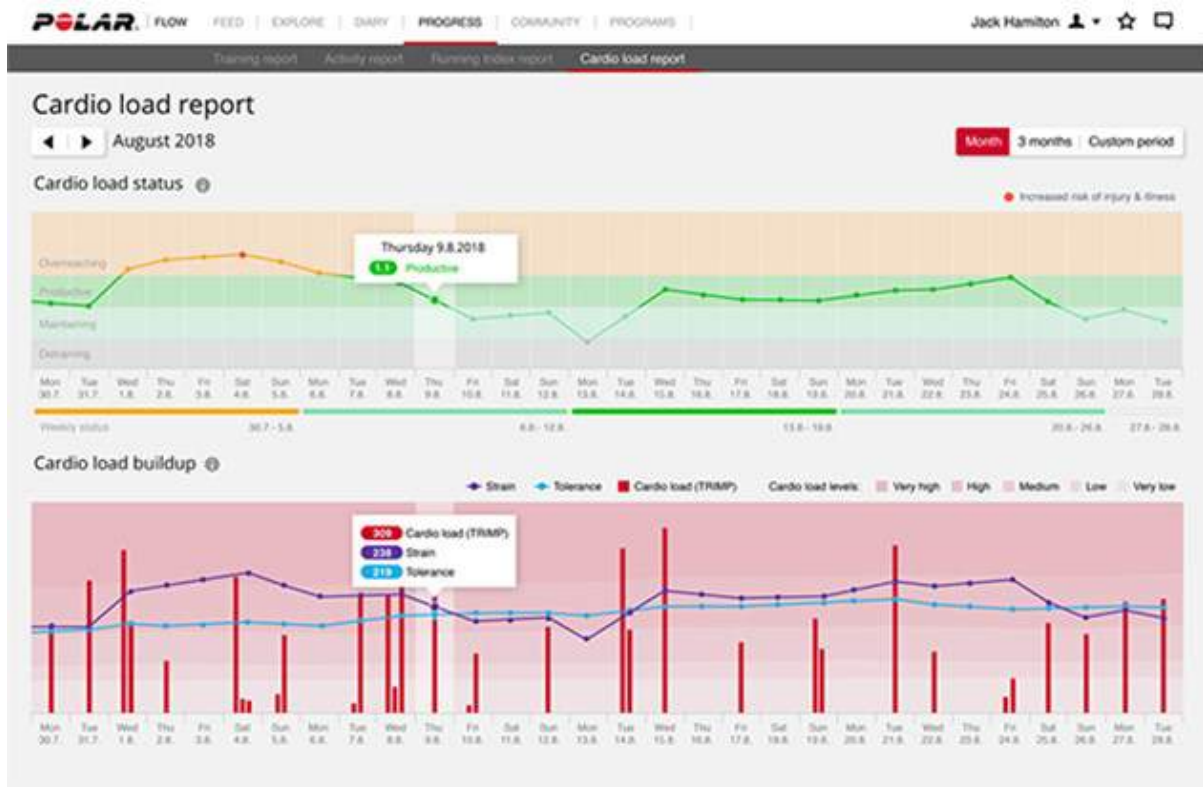 POLAR. FLOW FEED EXPLORE DIARY PROGRESS COMMUNITY PROGRAMS Jack Hamilton
Training report Activity report Running Index report Cardio load report
Cardio load report
August 2018 Month 3 months Custom period
Cardio load status
Increased risk of injury & illness
Thursday 9.8.2018
1.1 Productive
Overreaching
Productive
Maintaining
Detraining
Mon Tue Wed Thu Fri Sat Sun Mon Tue Wed Thu Fri Sat Sun Mon Tue Wed Thu Fri Sat Sun Mon Tue Wed Thu Fri Sat Sun Mon Tue
30.7. 31.7. 1.8. 2.8. 3.8. 4.8. 5.8. 6.8. 7.8. 8.8. 9.8. 10.8. 11.8. 12.8. 13.8. 14.8. 15.8. 16.8. 17.8. 18.8. 19.8. 20.8. 21.8. 22.8. 23.8. 24.8. 25.8. 26.8. 27.8. 28.8.
Weekly status 30.7 - 5.8. 6.8 - 12.8. 13.8 - 19.8. 20.8 - 26.8. 27.8 - 28.8.
Cardio load buildup
Strain Tolerance Cardio load (TRIMP) Cardio load levels: Very high High Medium Low Very low
309 Cardio load (TRIMP)
238 Strain
219 Tolerance
Mon Tue Wed Thu Fri Sat Sun Mon Tue Wed Thu Fri Sat Sun Mon Tue Wed Thu Fri Sat Sun Mon Tue Wed Thu Fri Sat Sun Mon Tue
30.7. 31.7. 1.8. 2.8. 3.8. 4.8. 5.8. 6.8. 7.8. 8.8. 9.8. 10.8. 11.8. 12.8. 13.8. 14.8. 15.8. 16.8. 17.8. 18.8. 19.8. 20.8. 21.8. 22.8. 23.8. 24.8. 25.8. 26.8. 27.8. 28.8.